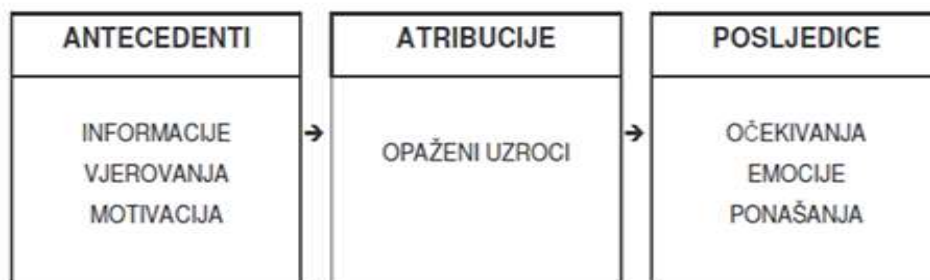 ANTECEDENTI
INFORMACIJE
VJEROVANJA
MOTIVACIJA
ATRIBUCIJE
OPAŽENI UZROCI
POSLJEDICE
OČEKIVANJA
EMOCIJE
PONAŠANJA